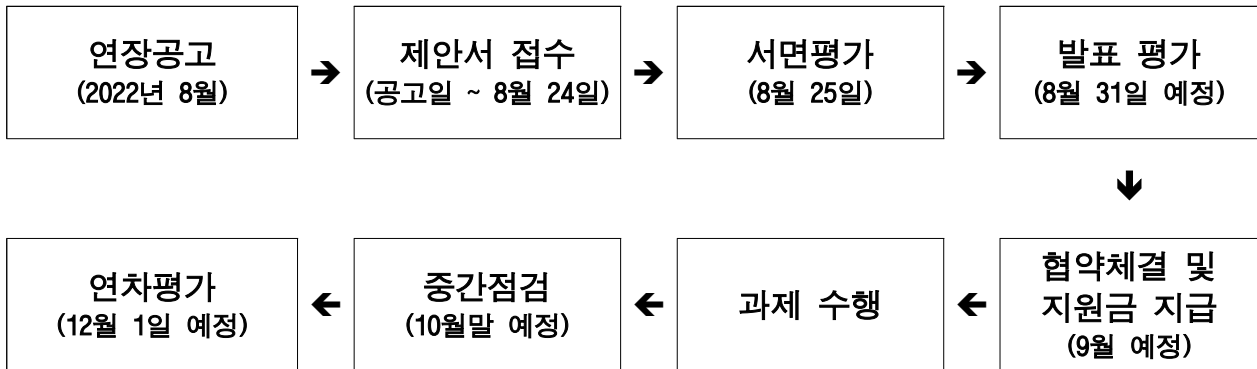 연장공고
(2022년 8월)
➔
제안서 접수
(공고일 ~ 8월 24일)
➔
서면평가
(8월 25일)
➔
발표 평가
(8월 31일 예정)
협약체결 및
지원금 지급
(9월 예정)
과제 수행
중간점검
(10월말 예정)
연차평가
(12월 1일 예정)